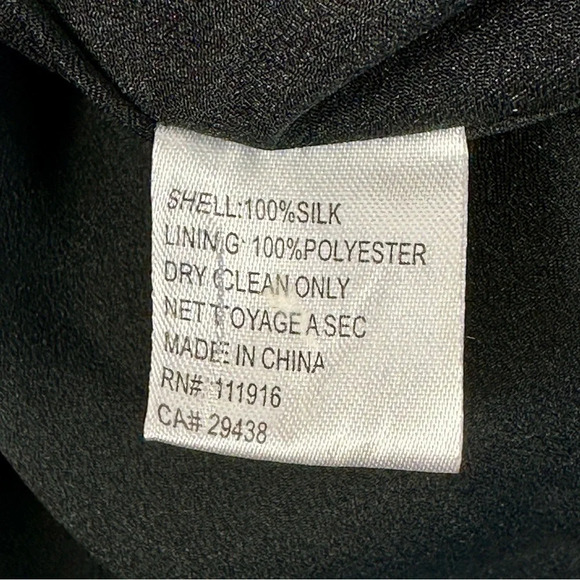 SHELL:100%SILK
LINING: 100%POLYESTER
DRY CLEAN ONLY
NETTOYAGE A SEC
MADE IN CHINA
RN# 111916
CA# 29438